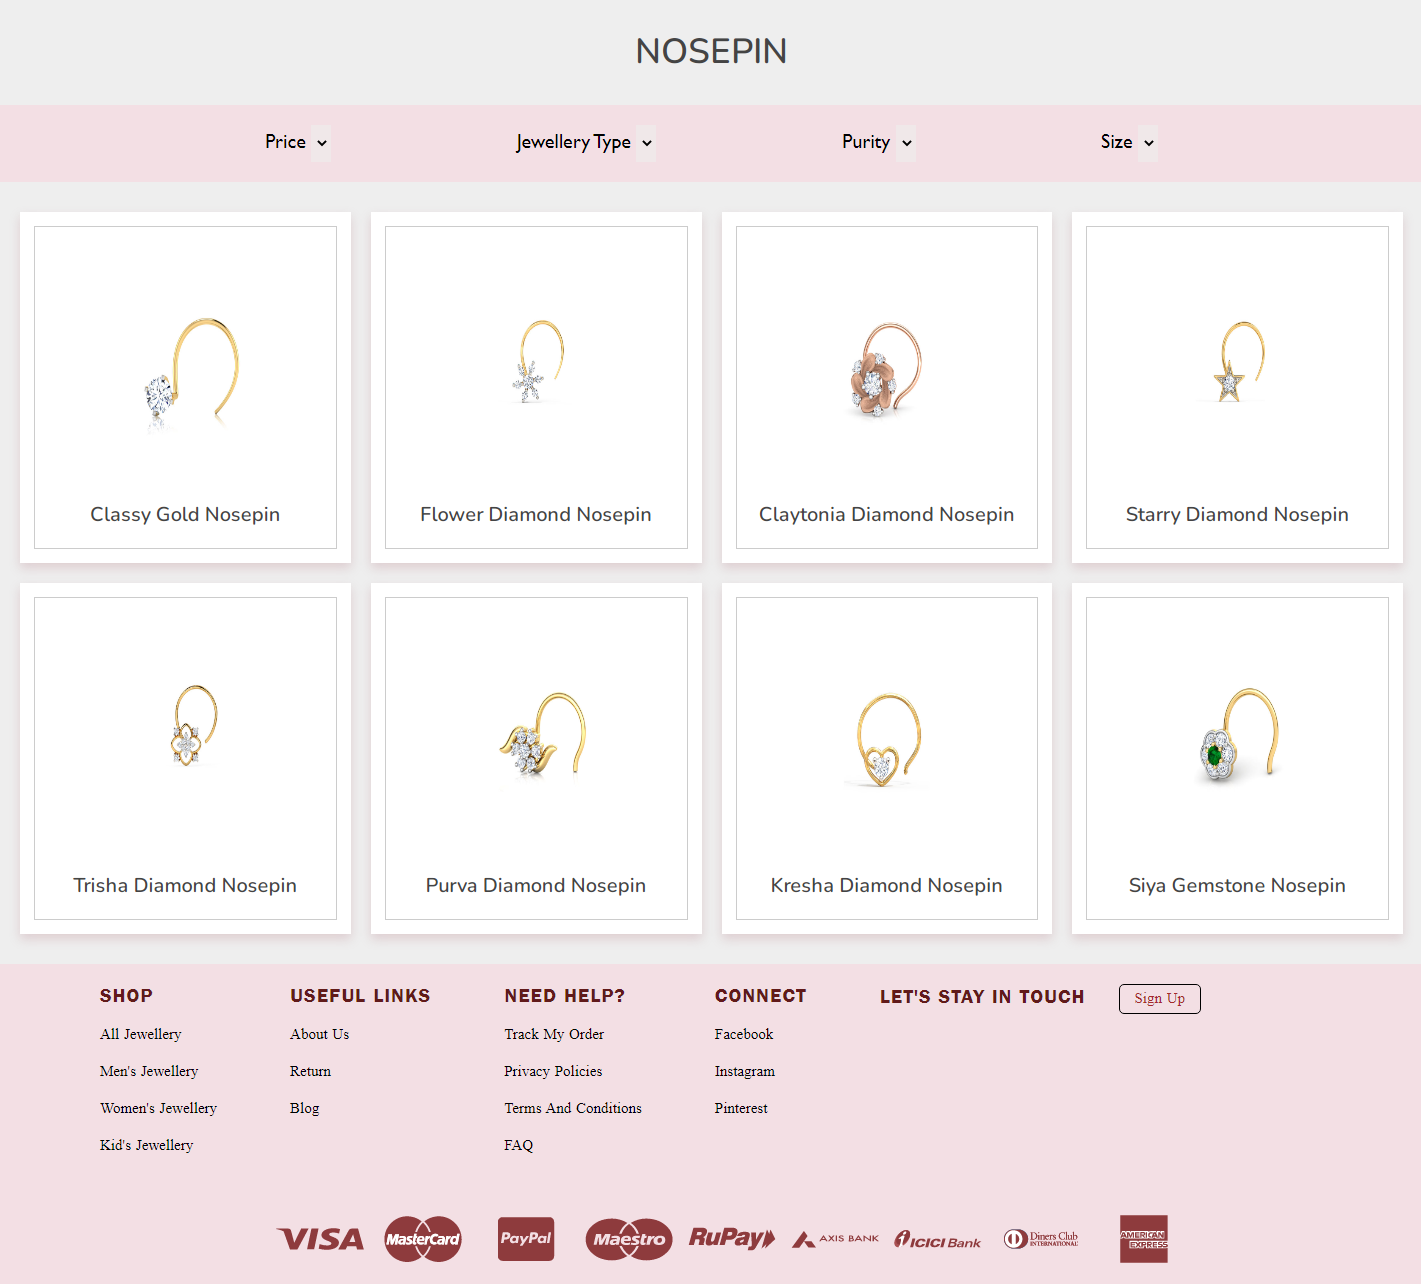 NOSEPIN
Price
Jewellery Type
Purity
Size
Classy Gold Nosepin
Flower Diamond Nosepin
Claytonia Diamond Nosepin
Starry Diamond Nosepin
Trisha Diamond Nosepin
Purva Diamond Nosepin
Kresha Diamond Nosepin
Siya Gemstone Nosepin
SHOP
All Jewellery
Men's Jewellery
Women's Jewellery
Kid's Jewellery
USEFUL LINKS
About Us
Return
Blog
NEED HELP?
Track My Order
Privacy Policies
Terms And Conditions
FAQ
CONNECT
Facebook
Instagram
Pinterest
LET'S STAY IN TOUCH
Sign Up
VISA
MasterCard
PayPal
Maestro
RuPay
AXIS BANK
ICICI Bank
Diners Club
INTERNATIONAL
AMERICAN
EXPRESS